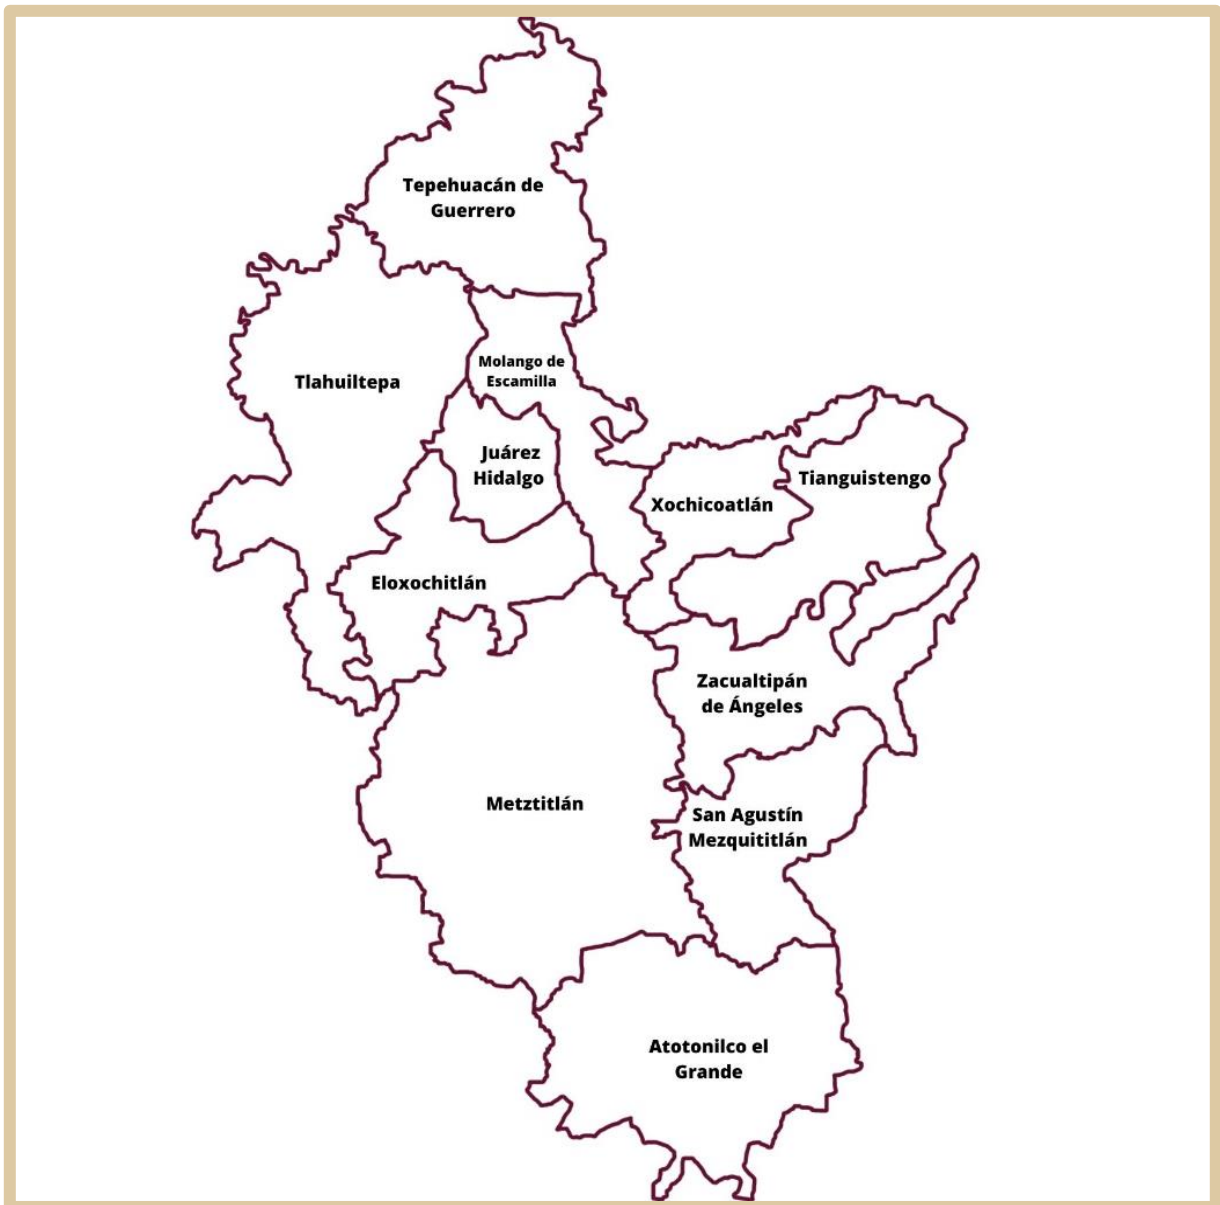 Tepehuacán de
Guerrero
Molango de
Escamilla
Tlahuiltepa
Juárez
Hidalgo
Tianguistengo
Xochicoatlán
Eloxochitlán
Zacualtipán
de Ángeles
Metztitlán
San Agustín
Mezquititlán
Atotonilco el
Grande